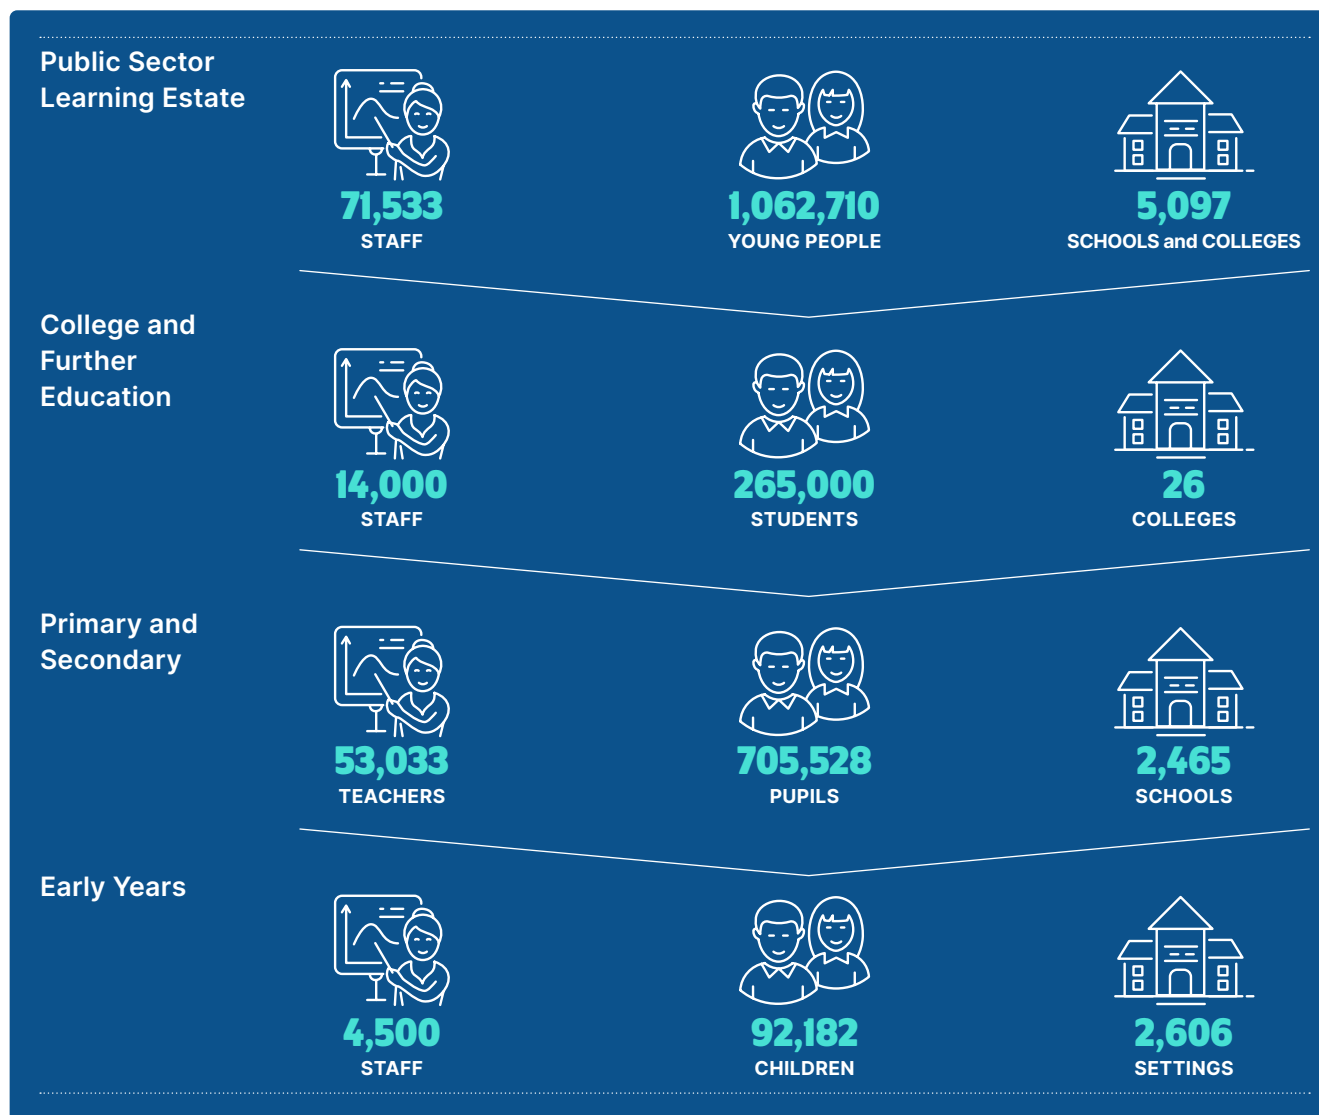 Public Sector
Learning Estate
71,533
STAFF
1,062,710
YOUNG PEOPLE
5,097
SCHOOLS and COLLEGES
College and
Further
Education
14,000
STAFF
265,000
STUDENTS
26
COLLEGES
Primary and
Secondary
53,033
TEACHERS
705,528
PUPILS
2,465
SCHOOLS
Early Years
4,500
STAFF
92,182
CHILDREN
2,606
SETTINGS